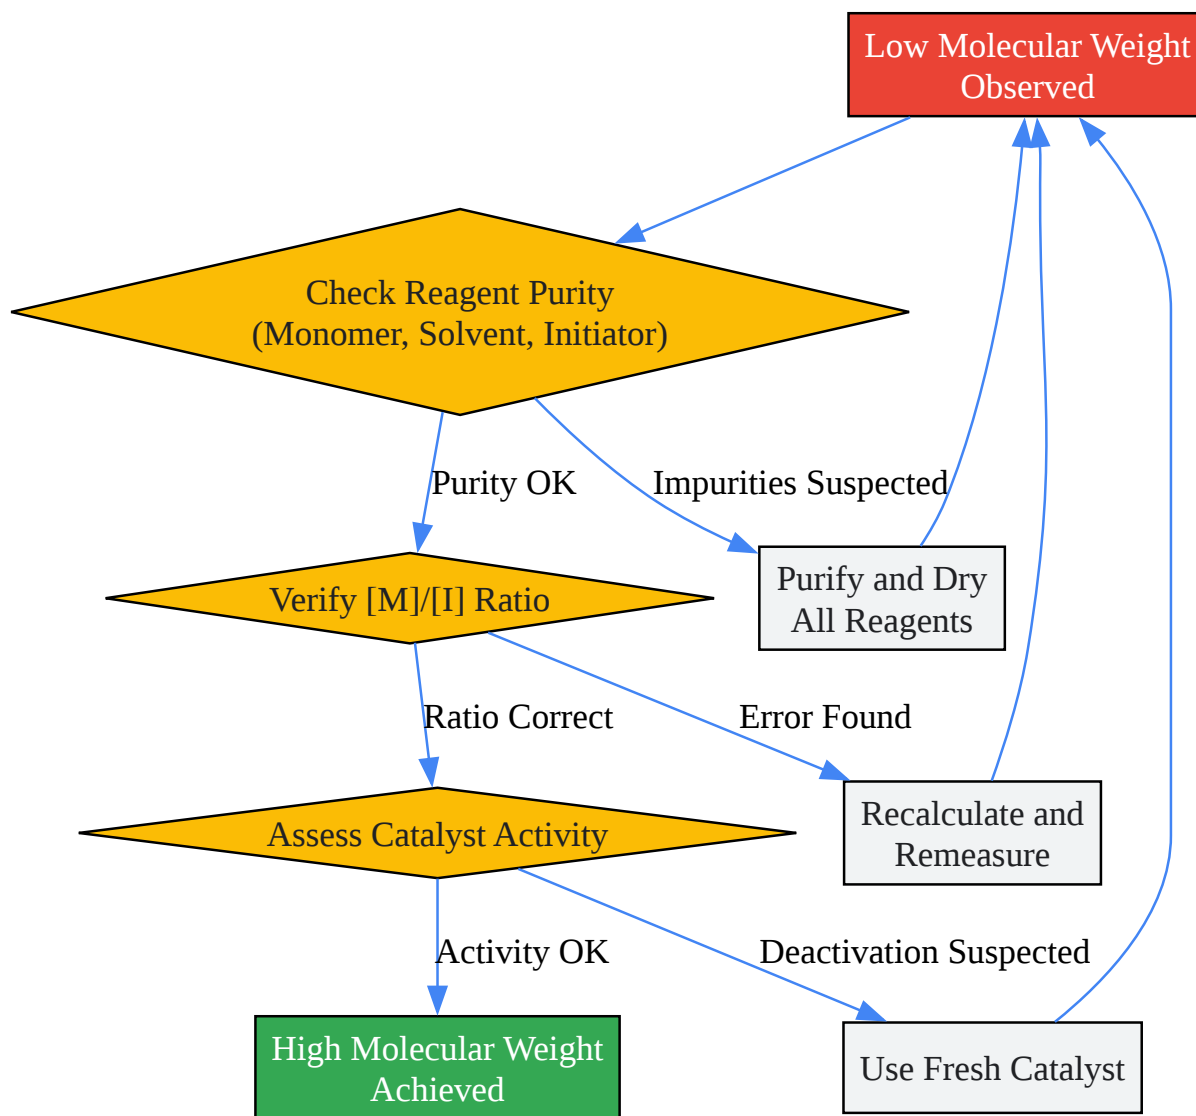 Low Molecular Weight
Observed
Check Reagent Purity
(Monomer, Solvent, Initiator)
Purity OK
Impurities Suspected
Purify and Dry
All Reagents
Verify [M]/[I] Ratio
Ratio Correct
Error Found
Recalculate and
Remeasure
Assess Catalyst Activity
Activity OK
Deactivation Suspected
High Molecular Weight
Achieved
Use Fresh Catalyst